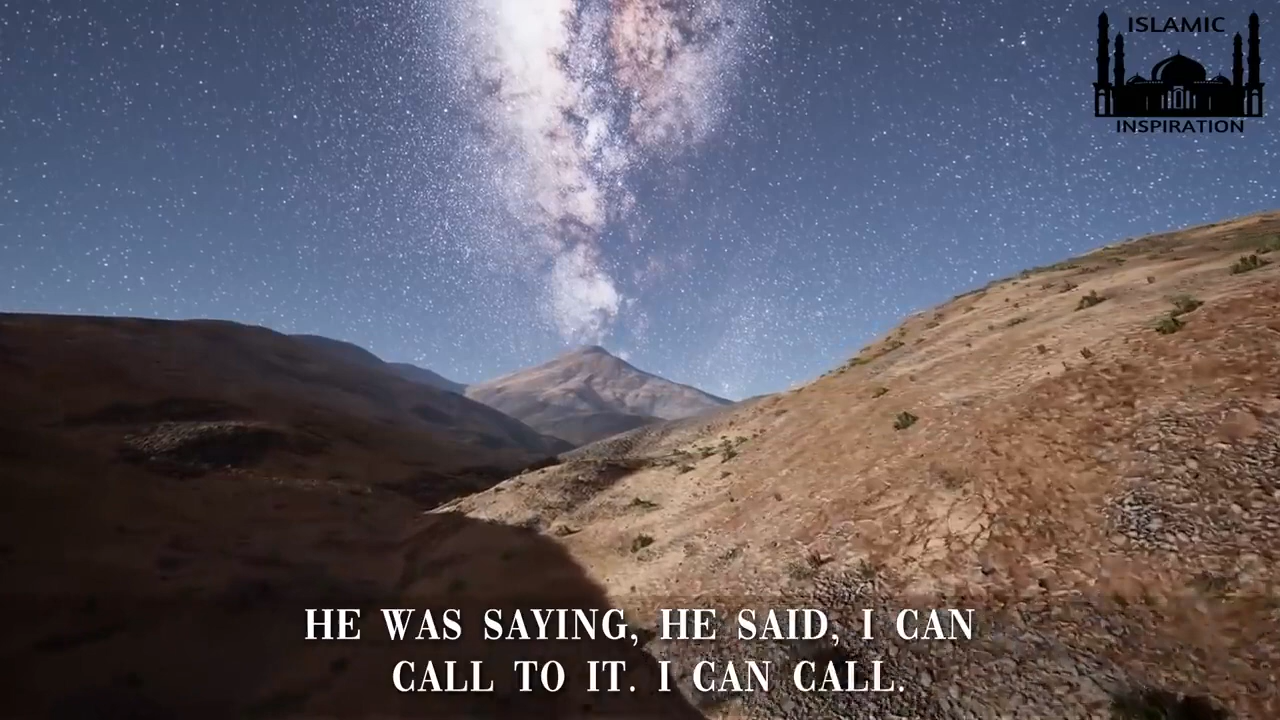 ISLAMIC
INSPIRATION
HE WAS SAYING, HE SAID, I CAN
CALL TO IT. I CAN CALL.